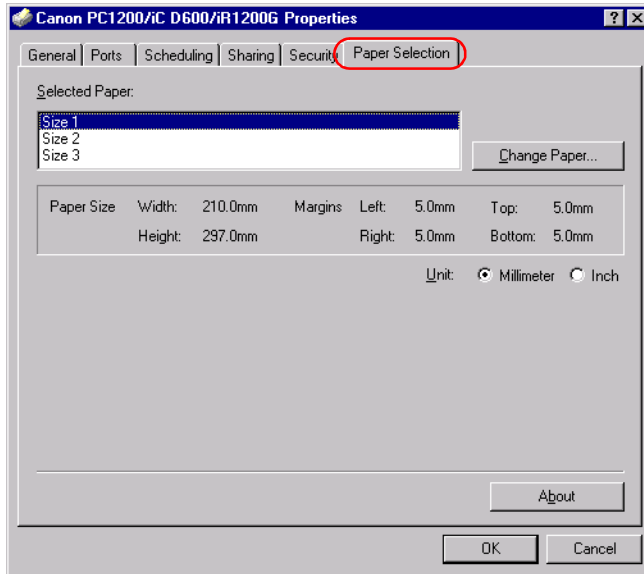 Canon PC1200/iC D600/iR1200G Properties
General Ports Scheduling Sharing Security Paper Selection
Selected Paper:
Size 1
Size 2
Size 3
Change Paper...
Paper Size Width: 210.0mm Margins Left: 5.0mm Top: 5.0mm
Height: 297.0mm Right: 5.0mm Bottom: 5.0mm
Unit: Millimeter Inch
About
OK Cancel